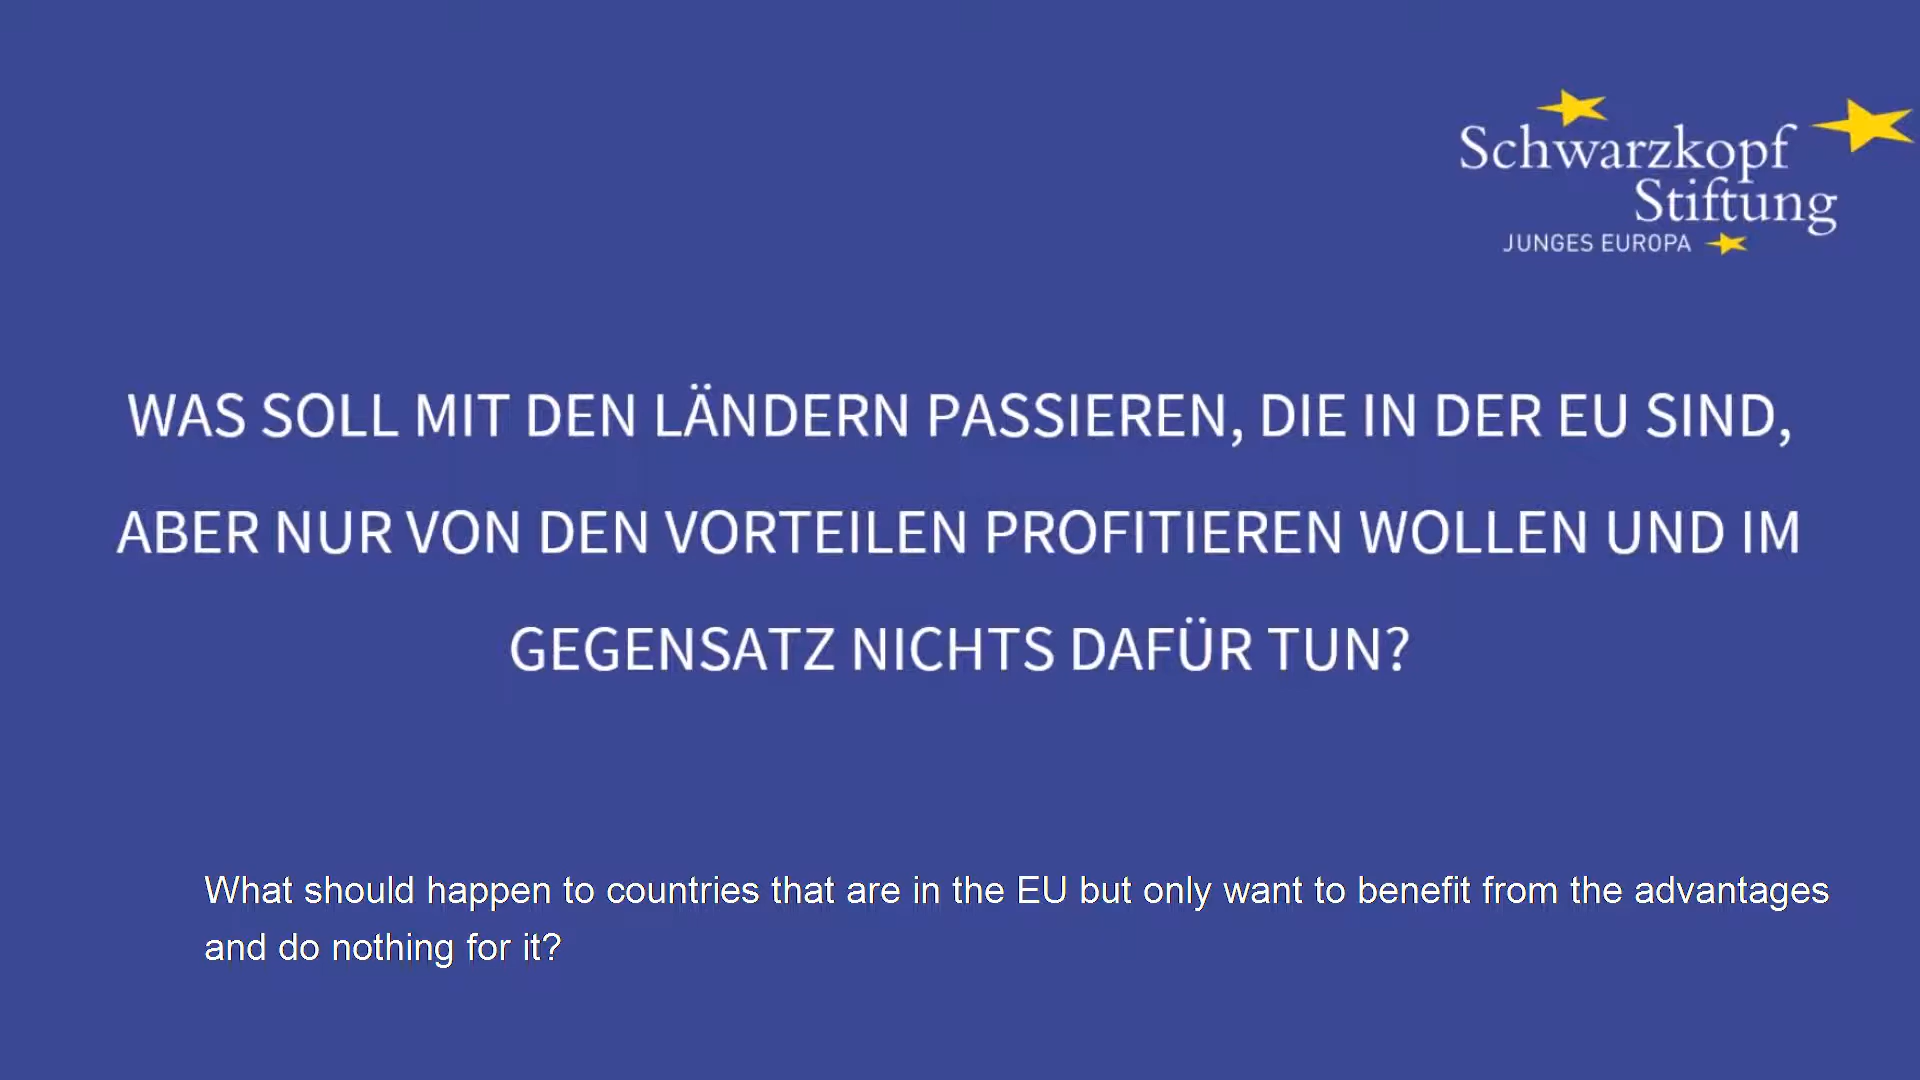 Schwarzkopf
Stiftung
JUNGES EUROPA
WAS SOLL MIT DEN LÄNDERN PASSIEREN, DIE IN DER EU SIND,
ABER NUR VON DEN VORTEILEN PROFITIEREN WOLLEN UND IM
GEGENSATZ NICHTS DAFÜR TUN?
What should happen to countries that are in the EU but only want to benefit from the advantages
and do nothing for it?